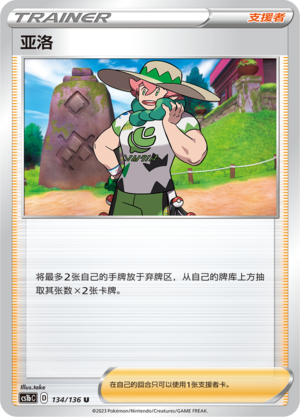 TRAINER 支援者
亚洛
将最多2张自己的手牌放于弃牌区,从自己的牌库上方抽
取其张数×2张卡牌。
Illus.take
cs1b C D 134/136 U
在自己的回合只可以使用1张支援者卡。
©2023 Pokémon/Nintendo/Creatures/GAME FREAK.